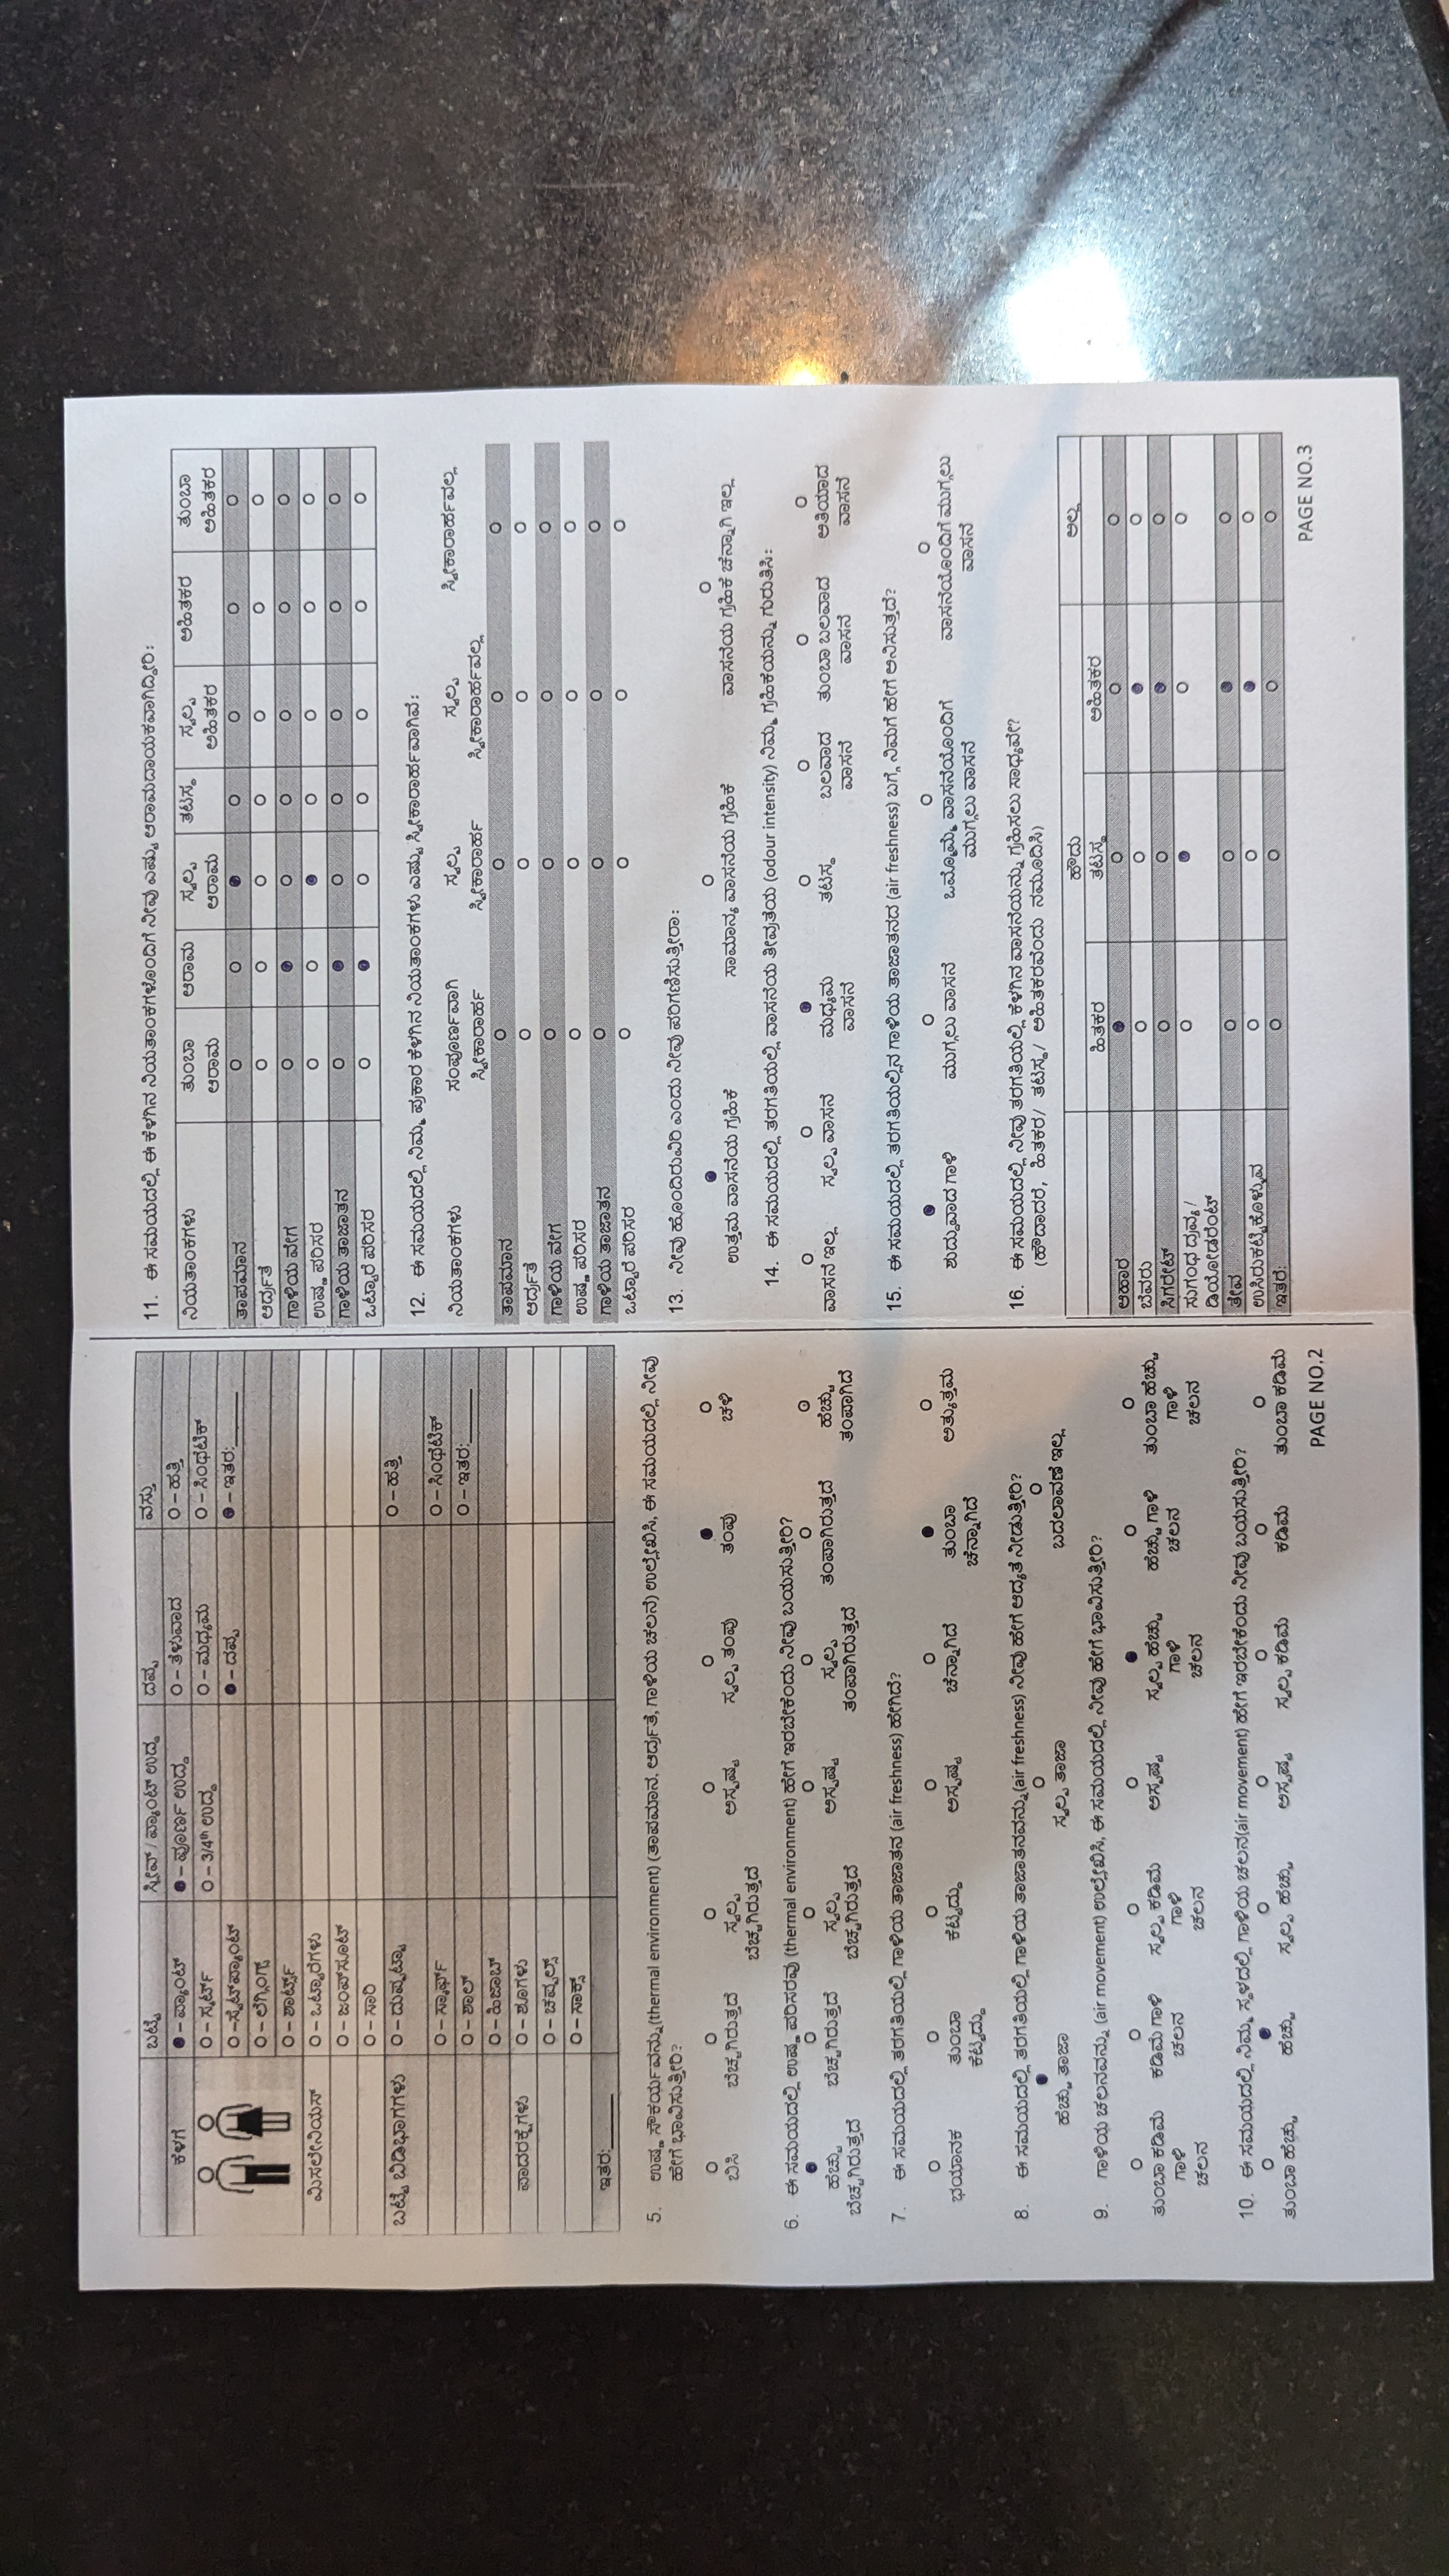 ಬಟ್ಟೆ ಸ್ಲೀವ್ / ಪ್ಯಾಂಟ್ ಉದ್ದ ದಪ್ಪ ವಸ್ತು
ಕೆಳಗೆ ● – ಪ್ಯಾಂಟ್ ● – ಪೂರ್ಣ ಉದ್ದ O – ತೆಳುವಾದ O – ಹತ್ತಿ
O – ಸ್ಕರ್ಟ್ O – 3/4th ಉದ್ದ O – ಮಧ್ಯಮ O – ಸಿಂಥೆಟಿಕ್
O – ಸ್ವೆಟ್‌ಪ್ಯಾಂಟ್ ● – ದಪ್ಪ ● – ಇತರ:______
O – ಲೆಗ್ಗಿಂಗ್ಸ್
O – ಶಾರ್ಟ್ಸ್
ಮಿಸಲೇನಿಯಸ್ O – ಒಟ್ಟಾರೆಗಳು
O – ಜಂಪ್‌ಸೂಟ್
O – ಸಾರಿ
ಬಟ್ಟೆ ಬಿಡಿಭಾಗಗಳು O – ದುಪ್ಪಟ್ಟಾ O – ಹತ್ತಿ
O – ಸ್ಕಾರ್ಫ್ O – ಸಿಂಥೆಟಿಕ್
O – ಶಾಲ್ O – ಇತರ:______
O – ಹಿಜಾಬ್
ಪಾದರಕ್ಷೆಗಳು O – ಶೂಗಳು
O – ಚಪ್ಪಲ್ಸ್
O – ಸಾಕ್ಸ್
ಇತರ:______
5. ಉಷ್ಣ ಸೌಕರ್ಯವನ್ನು(thermal environment) (ತಾಪಮಾನ, ಆರ್ದ್ರತೆ, ಗಾಳಿಯ ಚಲನೆ) ಉಲ್ಲೇಖಿಸಿ, ಈ ಸಮಯದಲ್ಲಿ, ನೀವು
ಹೇಗೆ ಭಾವಿಸುತ್ತೀರಿ?
O O O O O ● O
ಬಿಸಿ ಬೆಚ್ಚಗಿರುತ್ತದೆ ಸ್ವಲ್ಪ ಅಸ್ಪಷ್ಟ ಸ್ವಲ್ಪ ತಂಪು ತಂಪು ಚಳಿ
ಬೆಚ್ಚಗಿರುತ್ತದೆ
6. ಈ ಸಮಯದಲ್ಲಿ ಉಷ್ಣ ಪರಿಸರವು (thermal environment) ಹೇಗೆ ಇರಬೇಕೆಂದು ನೀವು ಬಯಸುತ್ತೀರಿ?
● O O O O O O
ಹೆಚ್ಚು ಬೆಚ್ಚಗಿರುತ್ತದೆ ಸ್ವಲ್ಪ ಅಸ್ಪಷ್ಟ ಸ್ವಲ್ಪ ತಂಪಾಗಿರುತ್ತದೆ ಹೆಚ್ಚು
ಬೆಚ್ಚಗಿರುತ್ತದೆ ಬೆಚ್ಚಗಿರುತ್ತದೆ ತಂಪಾಗಿರುತ್ತದೆ ತಂಪಾಗಿದೆ
7. ಈ ಸಮಯದಲ್ಲಿ ತರಗತಿಯಲ್ಲಿ ಗಾಳಿಯ ತಾಜಾತನ (air freshness) ಹೇಗಿದೆ?
O O O O O ● O
ಭಯಾನಕ ತುಂಬಾ ಕೆಟ್ಟದ್ದು ಅಸ್ಪಷ್ಟ ಚೆನ್ನಾಗಿದೆ ತುಂಬಾ ಅತ್ಯುತ್ತಮ
ಕೆಟ್ಟದ್ದು ಚೆನ್ನಾಗಿದೆ
8. ಈ ಸಮಯದಲ್ಲಿ ತರಗತಿಯಲ್ಲಿ ಗಾಳಿಯ ತಾಜಾತನವನ್ನು(air freshness) ನೀವು ಹೇಗೆ ಆದ್ಯತೆ ನೀಡುತ್ತೀರಿ?
● O O
ಹೆಚ್ಚು ತಾಜಾ ಸ್ವಲ್ಪ ತಾಜಾ ಬದಲಾವಣೆ ಇಲ್ಲ
9. ಗಾಳಿಯ ಚಲನವನ್ನು (air movement) ಉಲ್ಲೇಖಿಸಿ, ಈ ಸಮಯದಲ್ಲಿ ನೀವು ಹೇಗೆ ಭಾವಿಸುತ್ತೀರಿ?
O O O O ● O O
ತುಂಬಾ ಕಡಿಮೆ ಕಡಿಮೆ ಗಾಳಿ ಸ್ವಲ್ಪ ಕಡಿಮೆ ಅಸ್ಪಷ್ಟ ಸ್ವಲ್ಪ ಹೆಚ್ಚು ಹೆಚ್ಚು ಗಾಳಿ ತುಂಬಾ ಹೆಚ್ಚು
ಗಾಳಿ ಚಲನ ಗಾಳಿ ಗಾಳಿ ಚಲನ ಗಾಳಿ
ಚಲನ ಚಲನ ಚಲನ ಚಲನ
10. ಈ ಸಮಯದಲ್ಲಿ ನಿಮ್ಮ ಸ್ಥಳದಲ್ಲಿ ಗಾಳಿಯ ಚಲನ(air movement) ಹೇಗೆ ಇರಬೇಕೆಂದು ನೀವು ಬಯಸುತ್ತೀರಿ?
O ● O O O O O
ತುಂಬಾ ಹೆಚ್ಚು ಹೆಚ್ಚು ಸ್ವಲ್ಪ ಹೆಚ್ಚು ಅಸ್ಪಷ್ಟ ಸ್ವಲ್ಪ ಕಡಿಮೆ ಕಡಿಮೆ ತುಂಬಾ ಕಡಿಮೆ
PAGE NO.2
11. ಈ ಸಮಯದಲ್ಲಿ ಈ ಕೆಳಗಿನ ನಿಯತಾಂಕಗಳೊಂದಿಗೆ ನೀವು ಎಷ್ಟು ಆರಾಮದಾಯಕವಾಗಿದ್ದೀರಿ:
ನಿಯತಾಂಕಗಳು ತುಂಬಾ ಆರಾಮ ಸ್ವಲ್ಪ ತಟಸ್ಥ ಸ್ವಲ್ಪ ಅಹಿತಕರ ತುಂಬಾ
ಆರಾಮ ಆರಾಮ ಅಹಿತಕರ ಅಹಿತಕರ
ತಾಪಮಾನ O O ● O O O O
ಆರ್ದ್ರತೆ O O O O O O O
ಗಾಳಿಯ ವೇಗ O ● O O O O O
ಉಷ್ಣ ಪರಿಸರ O O ● O O O O
ಗಾಳಿಯ ತಾಜಾತನ O ● O O O O O
ಒಟ್ಟಾರೆ ಪರಿಸರ O ● O O O O O
12. ಈ ಸಮಯದಲ್ಲಿ ನಿಮ್ಮ ಪ್ರಕಾರ ಕೆಳಗಿನ ನಿಯತಾಂಕಗಳು ಎಷ್ಟು ಸ್ವೀಕಾರಾರ್ಹವಾಗಿವೆ:
ನಿಯತಾಂಕಗಳು ಸಂಪೂರ್ಣವಾಗಿ ಸ್ವಲ್ಪ ಸ್ವಲ್ಪ ಸ್ವೀಕಾರಾರ್ಹವಲ್ಲ
ಸ್ವೀಕಾರಾರ್ಹ ಸ್ವೀಕಾರಾರ್ಹ ಸ್ವೀಕಾರಾರ್ಹವಲ್ಲ
ತಾಪಮಾನ O O O O
ಆರ್ದ್ರತೆ O O O O
ಗಾಳಿಯ ವೇಗ O O O O
ಉಷ್ಣ ಪರಿಸರ O O O O
ಗಾಳಿಯ ತಾಜಾತನ O O O O
ಒಟ್ಟಾರೆ ಪರಿಸರ O O O O
13. ನೀವು ಹೊಂದಿರುವಿರಿ ಎಂದು ನೀವು ಪರಿಗಣಿಸುತ್ತೀರಾ:
● O O
ಉತ್ತಮ ವಾಸನೆಯ ಗ್ರಹಿಕೆ ಸಾಮಾನ್ಯ ವಾಸನೆಯ ಗ್ರಹಿಕೆ ವಾಸನೆಯ ಗ್ರಹಿಕೆ ಚೆನ್ನಾಗಿ ಇಲ್ಲ
14. ಈ ಸಮಯದಲ್ಲಿ ತರಗತಿಯಲ್ಲಿ ವಾಸನೆಯ ತೀವ್ರತೆಯ (odour intensity) ನಿಮ್ಮ ಗ್ರಹಿಕೆಯನ್ನು ಗುರುತಿಸಿ:
O O ● O O O O
ವಾಸನೆ ಇಲ್ಲ ಸ್ವಲ್ಪ ವಾಸನೆ ಮಧ್ಯಮ ತಟಸ್ಥ ಬಲವಾದ ತುಂಬಾ ಬಲವಾದ ಅತಿಯಾದ
ವಾಸನೆ ವಾಸನೆ ವಾಸನೆ ವಾಸನೆ
15. ಈ ಸಮಯದಲ್ಲಿ ತರಗತಿಯಲ್ಲಿನ ಗಾಳಿಯ ತಾಜಾತನದ (air freshness) ಬಗ್ಗೆ ನಿಮಗೆ ಹೇಗೆ ಅನಿಸುತ್ತದೆ?
● O O O
ಶುದ್ಧವಾದ ಗಾಳಿ ಮುಗ್ಗಲು ವಾಸನೆ ಒಮ್ಮೊಮ್ಮೆ ವಾಸನೆಯೊಂದಿಗೆ ವಾಸನೆಯೊಂದಿಗೆ ಮುಗ್ಗಲು
ಮುಗ್ಗಲು ವಾಸನೆ ವಾಸನೆ
16. ಈ ಸಮಯದಲ್ಲಿ ನೀವು ತರಗತಿಯಲ್ಲಿ ಕೆಳಗಿನ ವಾಸನೆಯನ್ನು ಗ್ರಹಿಸಲು ಸಾಧ್ಯವೇ?
(ಹೌದಾದರೆ, ಹಿತಕರ/ ತಟಸ್ಥ/ ಅಹಿತಕರವೆಂದು ನಮೂದಿಸಿ)
ಹೌದು ಅಲ್ಲ
ಹಿತಕರ ತಟಸ್ಥ ಅಹಿತಕರ
ಆಹಾರ ● O O O
ಬೆವರು O O ● O
ಸಿಗರೇಟ್ O O ● O
ಸುಗಂಧ ದ್ರವ್ಯ / O ● O O
ಡಿಯೋಡರೆಂಟ್
ತೇವ O O ● O
ಉಸಿರುಕಟ್ಟಿಕೊಳ್ಳುವ O O ● O
ಇತರೆ: O O O O
PAGE NO.3